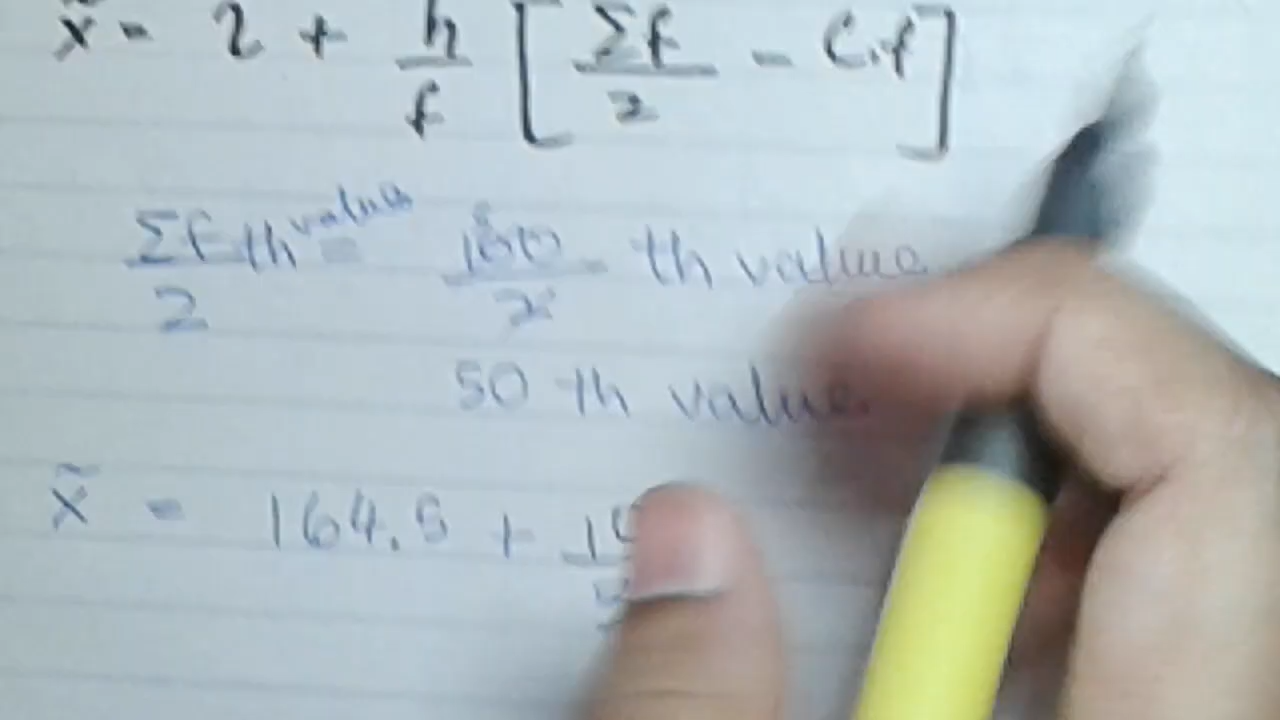 x̃ = l + h/f [ Σf/2 - C.f ]
Σf/2 th value = 100/2 th value
50 th value
x̃ = 164.5 +